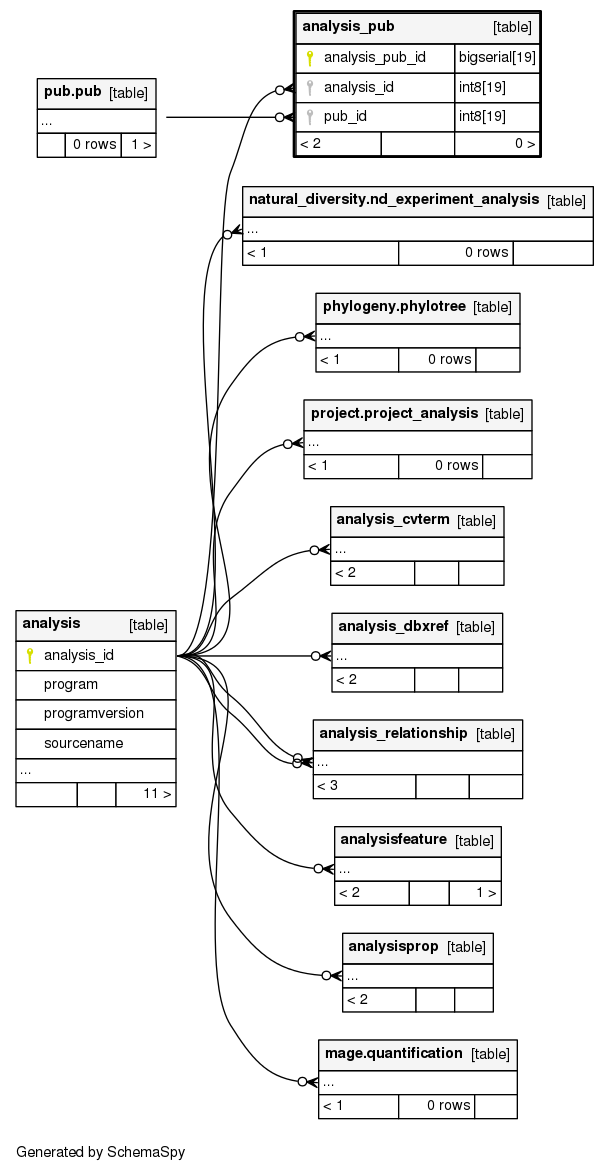 analysis_pub [table]
analysis_pub_id bigserial[19]
analysis_id int8[19]
pub_id int8[19]
< 2 0 >
pub.pub [table]
...
0 rows 1 >
natural_diversity.nd_experiment_analysis [table]
...
< 1 0 rows
phylogeny.phylotree [table]
...
< 1 0 rows
project.project_analysis [table]
...
< 1 0 rows
analysis_cvterm [table]
...
< 2
analysis [table]
analysis_id
program
programversion
sourcename
...
11 >
analysis_dbxref [table]
...
< 2
analysis_relationship [table]
...
< 3
analysisfeature [table]
...
< 2 1 >
analysisprop [table]
...
< 2
mage.quantification [table]
...
< 1 0 rows
Generated by SchemaSpy